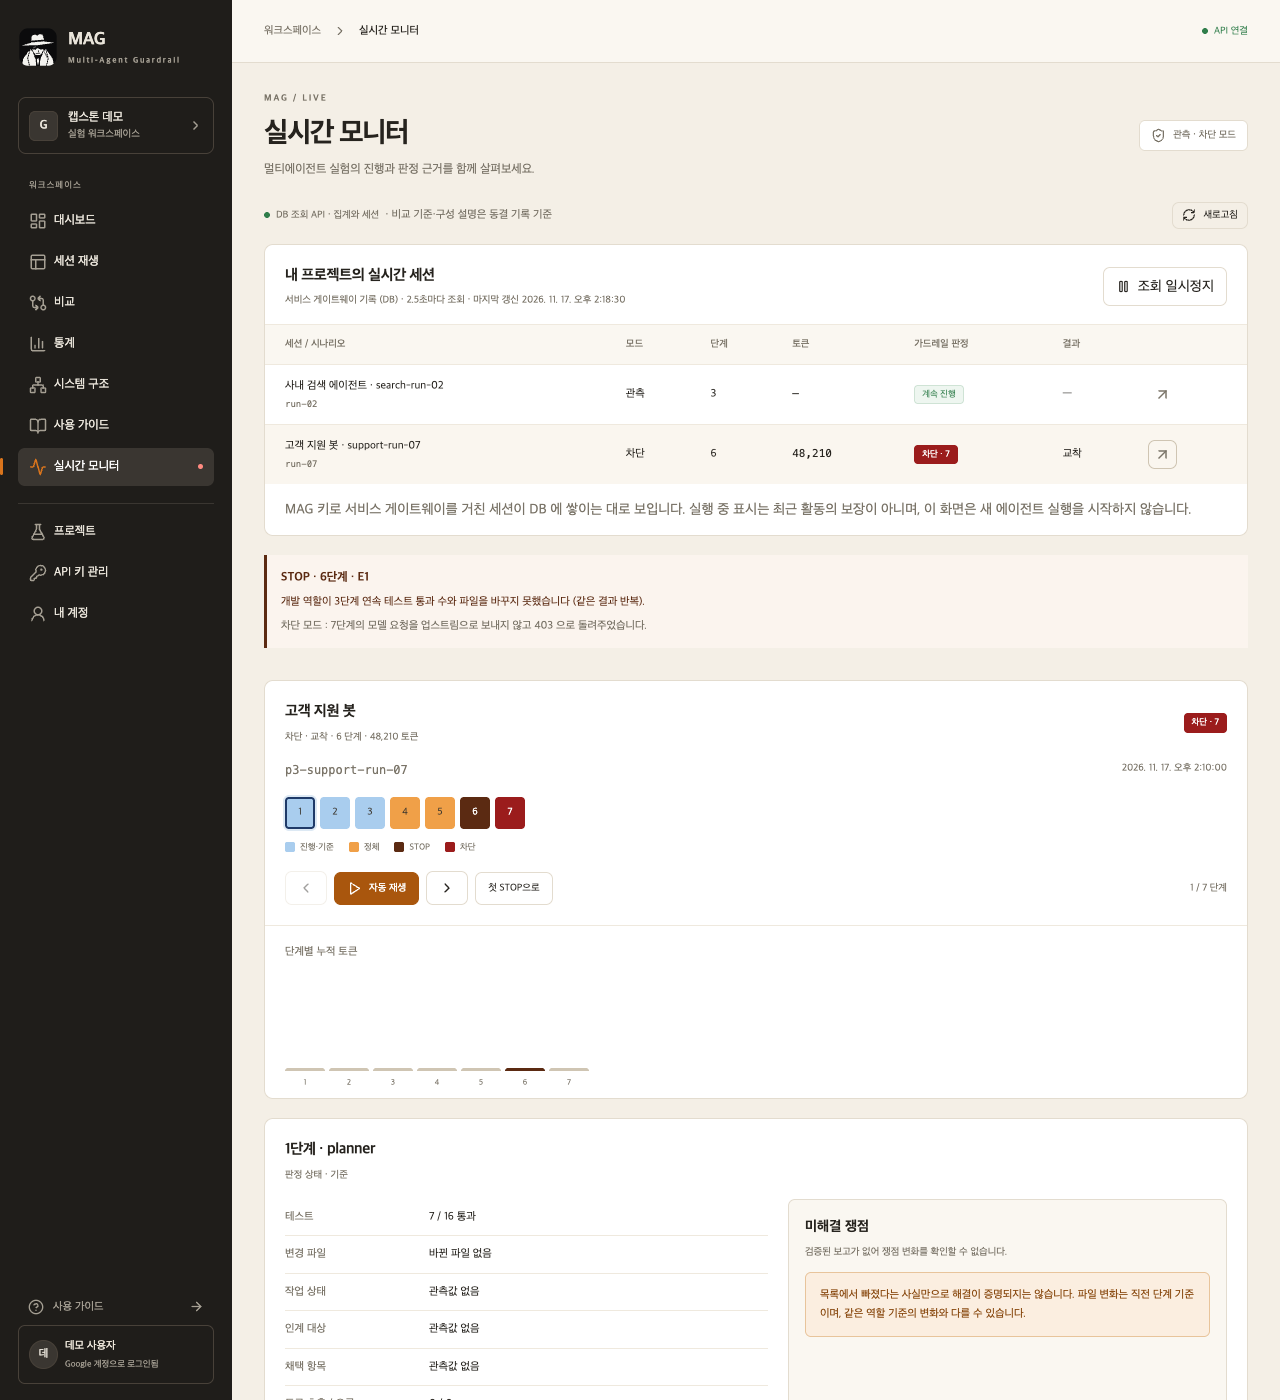 MAG
Multi-Agent Guardrail
G
캡스톤 데모
실험 워크스페이스
워크스페이스
대시보드
세션 재생
비교
통계
시스템 구조
사용 가이드
실시간 모니터
프로젝트
API 키 관리
내 계정
사용 가이드
데
데모 사용자
Google 계정으로 로그인됨
워크스페이스 실시간 모니터
API 연결
MAG / LIVE
실시간 모니터
관측 · 차단 모드
멀티에이전트 실험의 진행과 판정 근거를 함께 살펴보세요.
DB 조회 API · 집계와 세션 · 비교 기준·구성 설명은 동결 기록 기준
새로고침
내 프로젝트의 실시간 세션
서비스 게이트웨이 기록 (DB) · 2.5초마다 조회 · 마지막 갱신 2026. 11. 17. 오후 2:18:30
조회 일시정지
세션 / 시나리오 모드 단계 토큰 가드레일 판정 결과
사내 검색 에이전트 · search-run-02 관측 3 — 계속 진행 —
run-02
고객 지원 봇 · support-run-07 차단 6 48,210 차단 · 7 교착
run-07
MAG 키로 서비스 게이트웨이를 거친 세션이 DB 에 쌓이는 대로 보입니다. 실행 중 표시는 최근 활동의 보장이 아니며, 이 화면은 새 에이전트 실행을 시작하지 않습니다.
STOP · 6단계 · E1
개발 역할이 3단계 연속 테스트 통과 수와 파일을 바꾸지 못했습니다 (같은 결과 반복).
차단 모드 : 7단계의 모델 요청을 업스트림으로 보내지 않고 403 으로 돌려주었습니다.
고객 지원 봇
차단 · 교착 · 6 단계 · 48,210 토큰
차단 · 7
p3-support-run-07
2026. 11. 17. 오후 2:10:00
1 2 3 4 5 6 7
진행·기준 정체 STOP 차단
자동 재생
첫 STOP으로
1 / 7 단계
단계별 누적 토큰
1 2 3 4 5 6 7
1단계 · planner
판정 상태 · 기준
테스트 7 / 16 통과
변경 파일 바뀐 파일 없음
작업 상태 관측값 없음
인계 대상 관측값 없음
채택 항목 관측값 없음
미해결 쟁점
검증된 보고가 없어 쟁점 변화를 확인할 수 없습니다.
목록에서 빠졌다는 사실만으로 해결이 증명되지는 않습니다. 파일 변화는 직전 단계 기준
이며, 같은 역할 기준의 변화와 다를 수 있습니다.